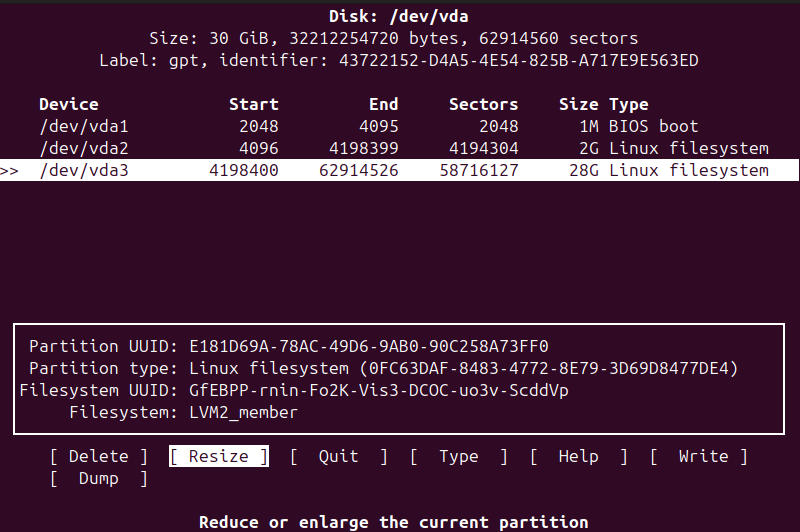 Disk: /dev/vda
Size: 30 GiB, 32212254720 bytes, 62914560 sectors
Label: gpt, identifier: 43722152-D4A5-4E54-825B-A717E9E563ED
Device Start End Sectors Size Type
/dev/vda1 2048 4095 2048 1M BIOS boot
/dev/vda2 4096 4198399 4194304 2G Linux filesystem
>> /dev/vda3 4198400 62914526 58716127 28G Linux filesystem
Partition UUID: E181D69A-78AC-49D6-9AB0-90C258A73FF0
Partition type: Linux filesystem (0FC63DAF-8483-4772-8E79-3D69D8477DE4)
Filesystem UUID: GfEBPP-rnin-Fo2K-Vis3-DCOC-uo3v-ScddVp
Filesystem: LVM2_member
[ Delete ] [ Resize ] [ Quit ] [ Type ] [ Help ] [ Write ]
[ Dump ]
Reduce or enlarge the current partition